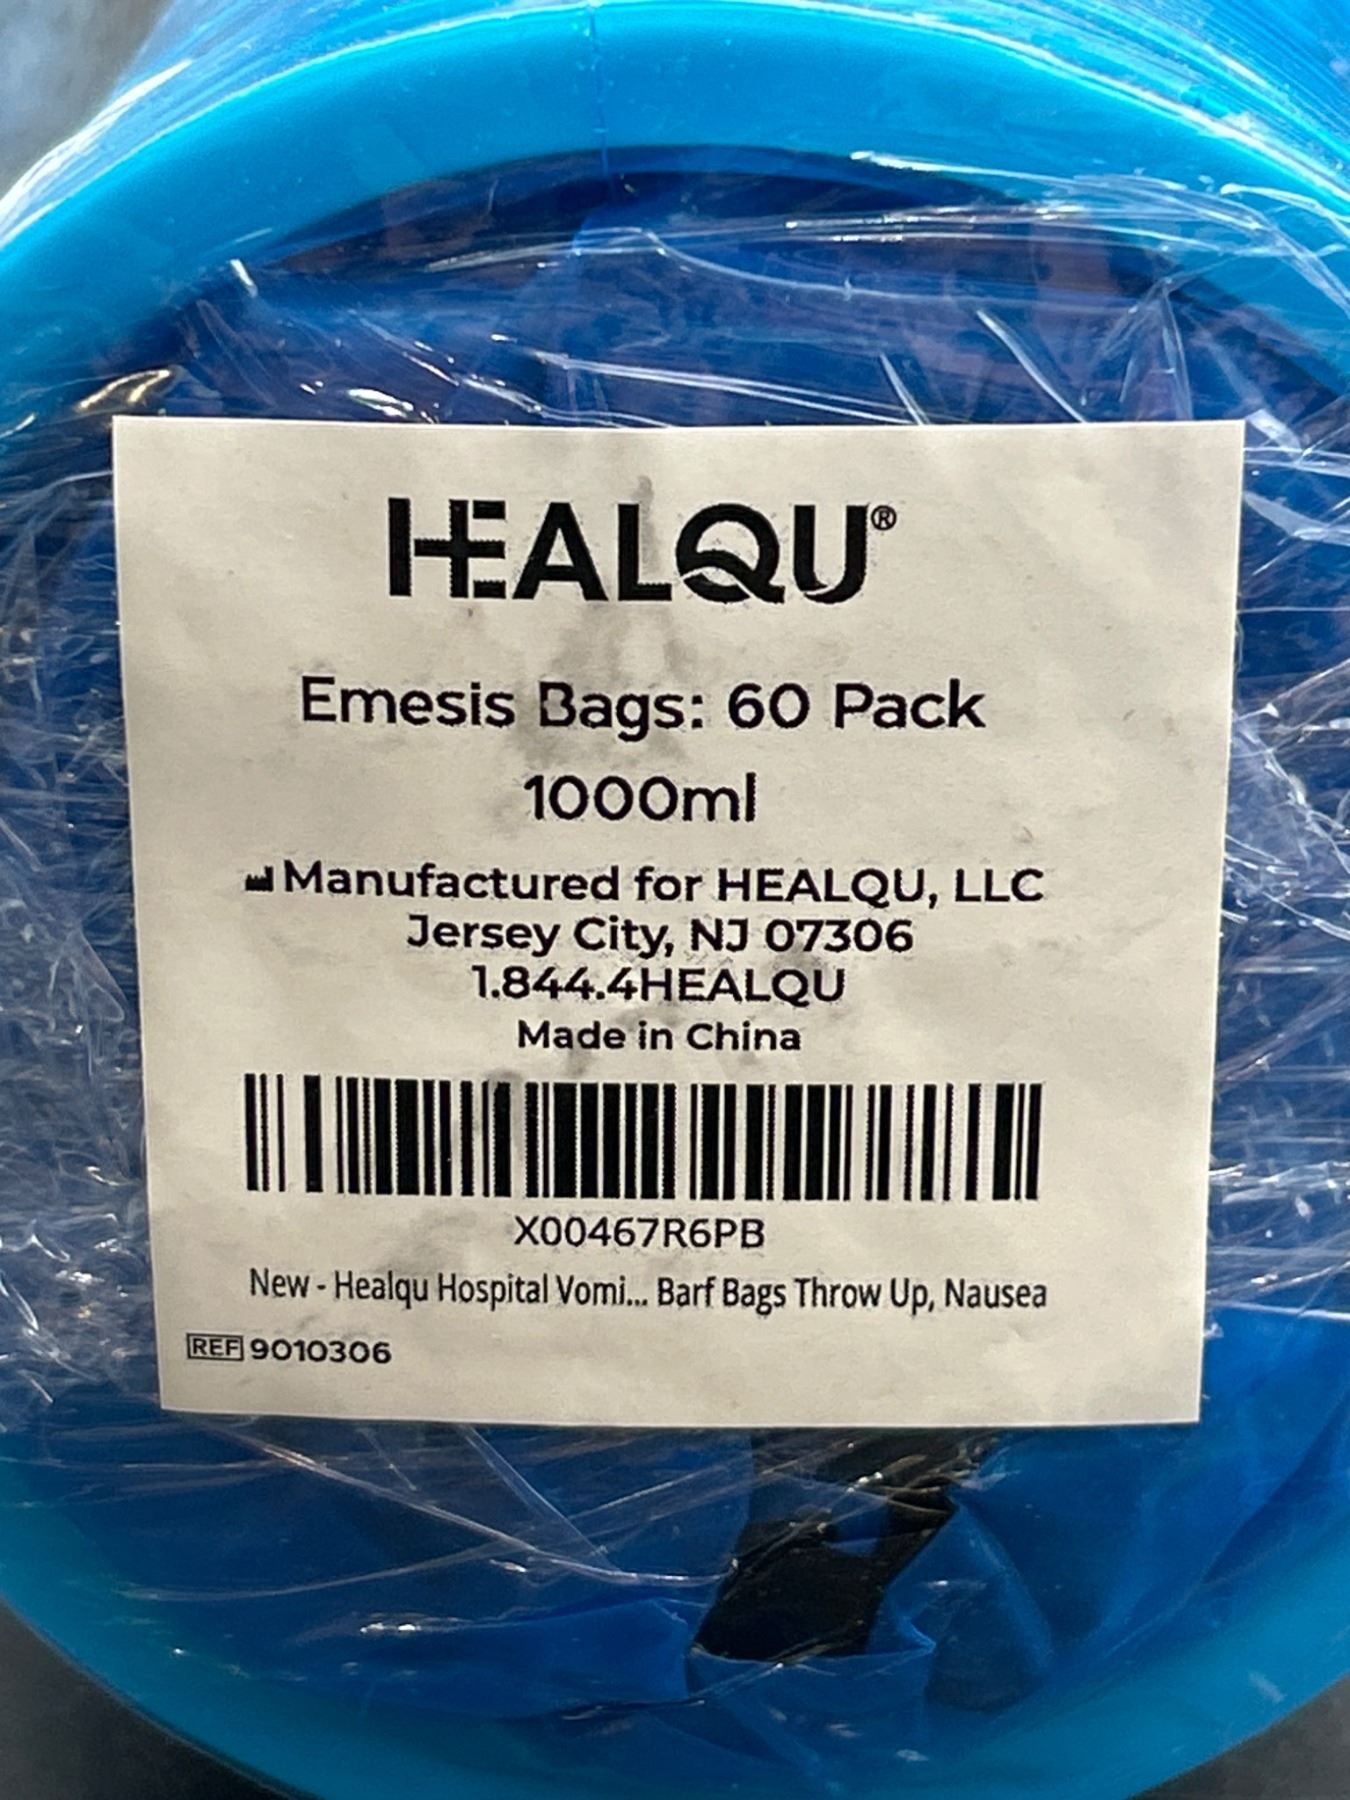 HEALQU®
Emesis Bags: 60 Pack
1000ml
Manufactured for HEALQU, LLC
Jersey City, NJ 07306
1.844.4HEALQU
Made in China
X00467R6PB
New - Healqu Hospital Vomi... Barf Bags Throw Up, Nausea
REF 9010306